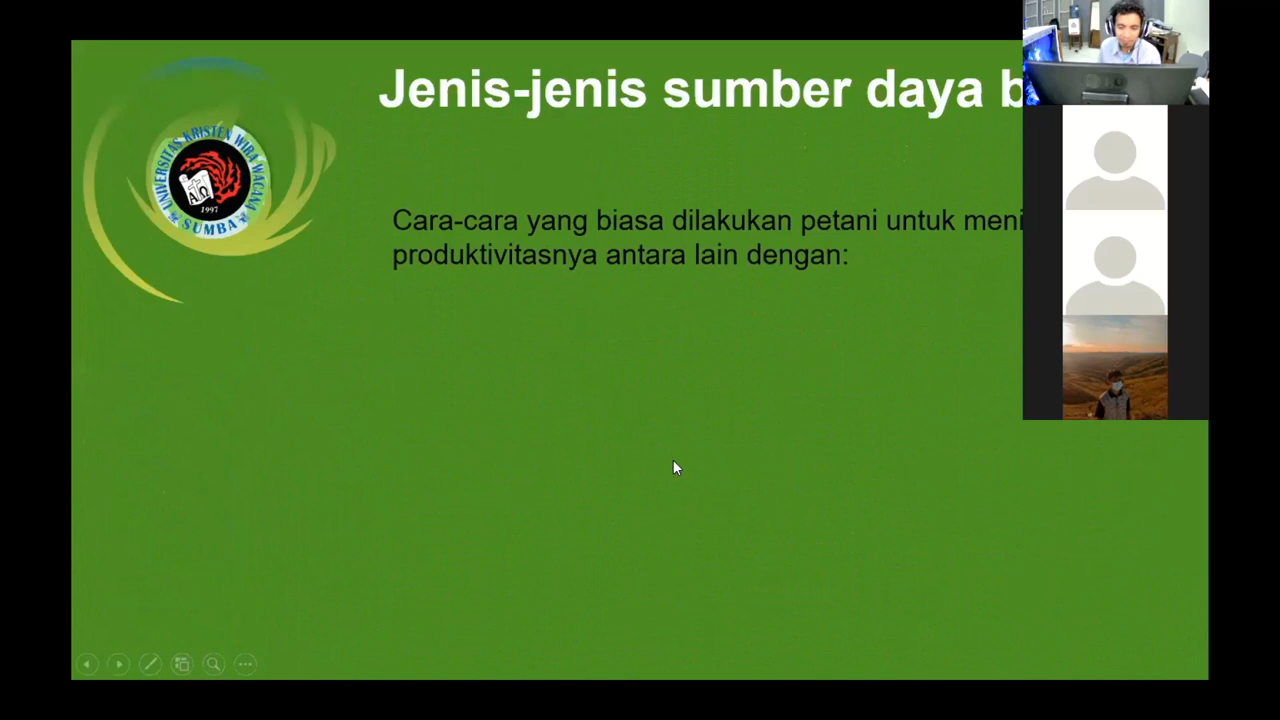 Jenis-jenis sumber daya
Cara-cara yang biasa dilakukan petani untuk
produktivitasnya antara lain dengan:
UNIVERSITAS KRISTEN WIRA WACANA
SUMBA
ΑΩ
1997